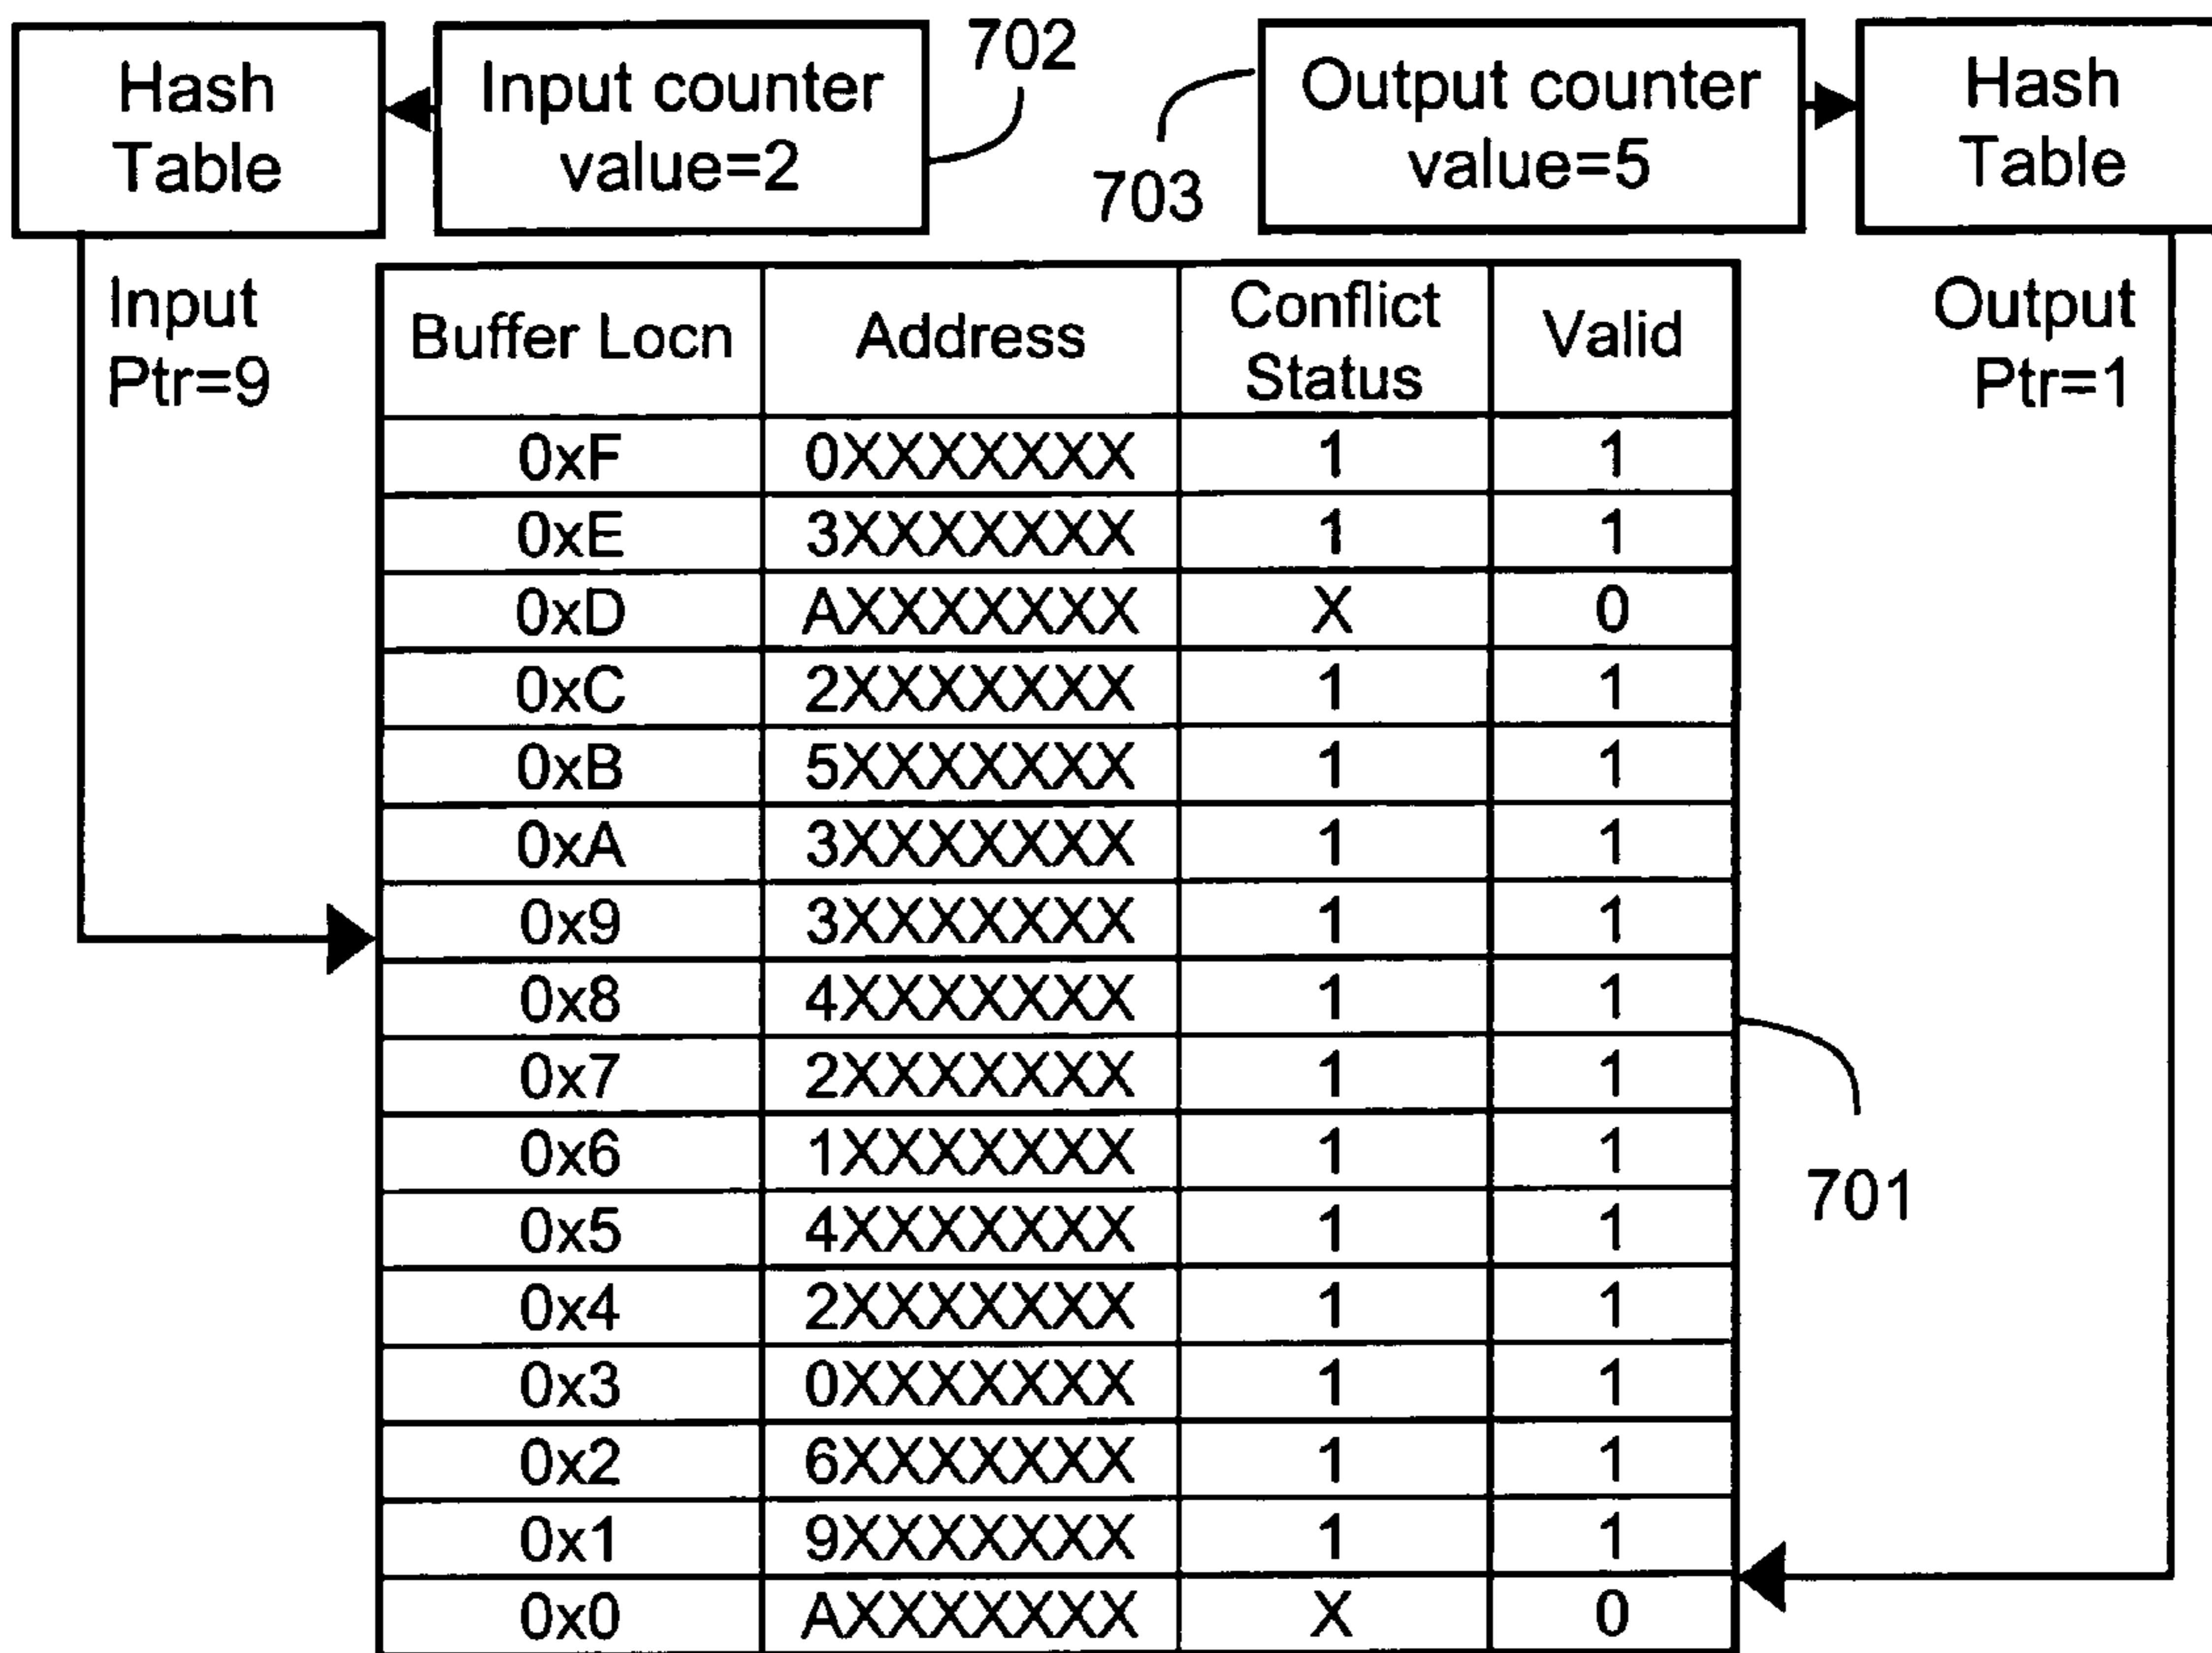 Hash
Table
Input counter
value=2
702
703
Output counter
value=5
Hash
Table
Input
Ptr=9
Output
Ptr=1
Buffer Locn Address Conflict Status Valid
0xF 0XXXXXXX 1 1
0xE 3XXXXXXX 1 1
0xD AXXXXXXX X 0
0xC 2XXXXXXX 1 1
0xB 5XXXXXXX 1 1
0xA 3XXXXXXX 1 1
0x9 3XXXXXXX 1 1
0x8 4XXXXXXX 1 1
0x7 2XXXXXXX 1 1
0x6 1XXXXXXX 1 1
0x5 4XXXXXXX 1 1
0x4 2XXXXXXX 1 1
0x3 0XXXXXXX 1 1
0x2 6XXXXXXX 1 1
0x1 9XXXXXXX 1 1
0x0 AXXXXXXX X 0
701